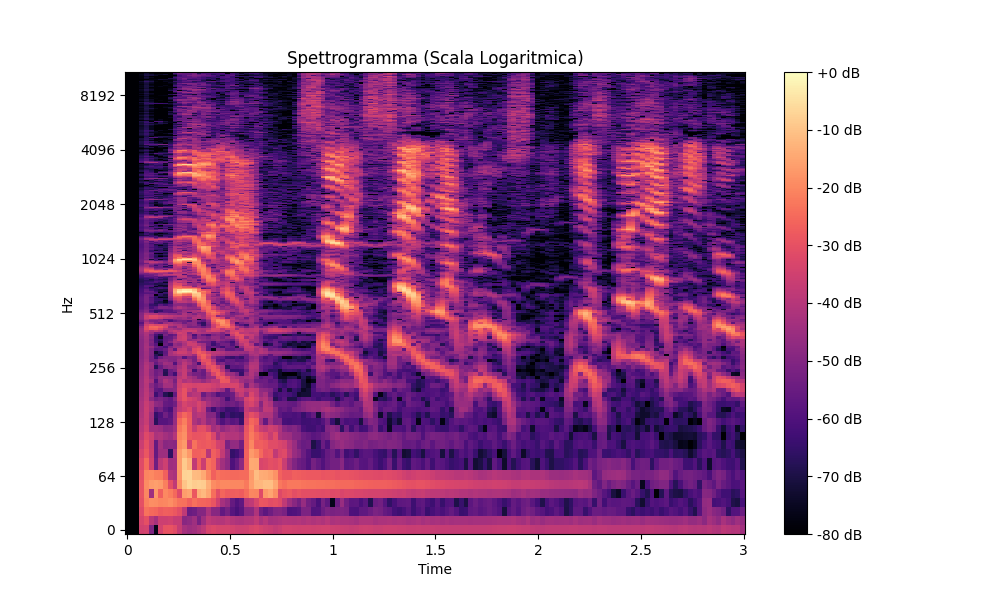 Spettrogramma (Scala Logaritmica)
8192
4096
2048
1024
512
256
128
64
0
Hz
0
0.5
1
1.5
2
2.5
3
Time
+0 dB
-10 dB
-20 dB
-30 dB
-40 dB
-50 dB
-60 dB
-70 dB
-80 dB